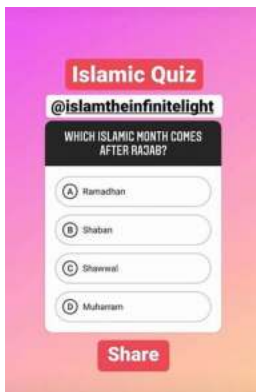 Islamic Quiz
@islamtheinfinitelight
WHICH ISLAMIC MONTH COMES
AFTER RAJAB?
A Ramadhan
B Shaban
C Shawwal
D Muharram
Share